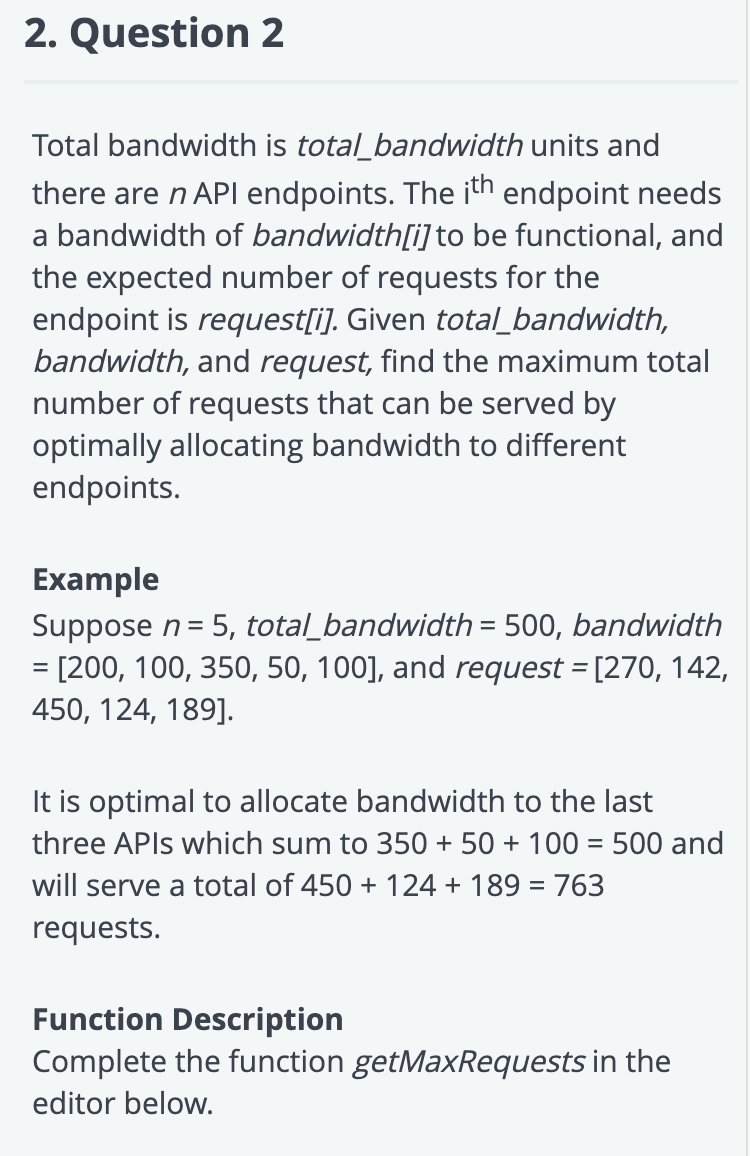 2. Question 2
Total bandwidth is total_bandwidth units and
there are n API endpoints. The ith endpoint needs
a bandwidth of bandwidth[i] to be functional, and
the expected number of requests for the
endpoint is request[i]. Given total_bandwidth,
bandwidth, and request, find the maximum total
number of requests that can be served by
optimally allocating bandwidth to different
endpoints.
Example
Suppose n = 5, total_bandwidth = 500, bandwidth
= [200, 100, 350, 50, 100], and request = [270, 142,
450, 124, 189].
It is optimal to allocate bandwidth to the last
three APIs which sum to 350 + 50 + 100 = 500 and
will serve a total of 450 + 124 + 189 = 763
requests.
Function Description
Complete the function getMaxRequests in the
editor below.